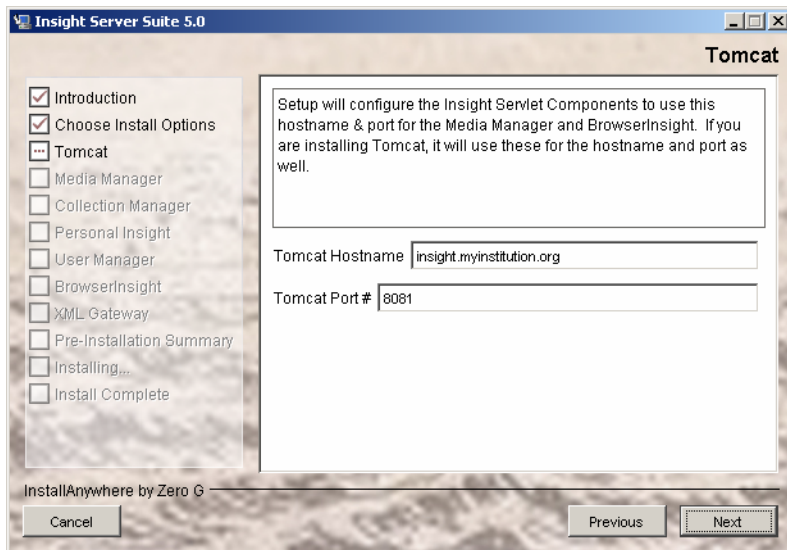 Insight Server Suite 5.0
Tomcat
Introduction
Choose Install Options
Tomcat
Media Manager
Collection Manager
Personal Insight
User Manager
BrowserInsight
XML Gateway
Pre-Installation Summary
Installing...
Install Complete
Setup will configure the Insight Servlet Components to use this
hostname & port for the Media Manager and BrowserInsight. If you
are installing Tomcat, it will use these for the hostname and port as
well.
Tomcat Hostname insight.myinstitution.org
Tomcat Port # 8081
InstallAnywhere by Zero G
Cancel
Previous
Next